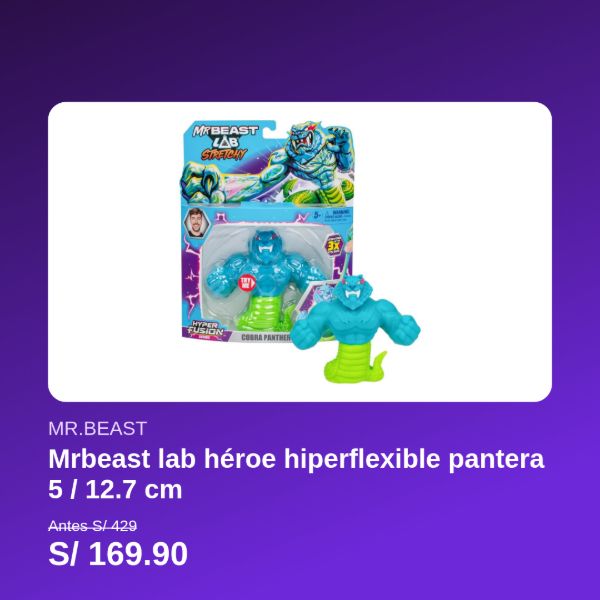 MRBEAST
LAB
STRETCHY
5+
WARNING:
3X
TRY
ME
HYPER
FUSION
SERIES
COBRA PANTHER
MR.BEAST
Mrbeast lab héroe hiperflexible pantera
5 / 12.7 cm
Antes S/ 429
S/ 169.90